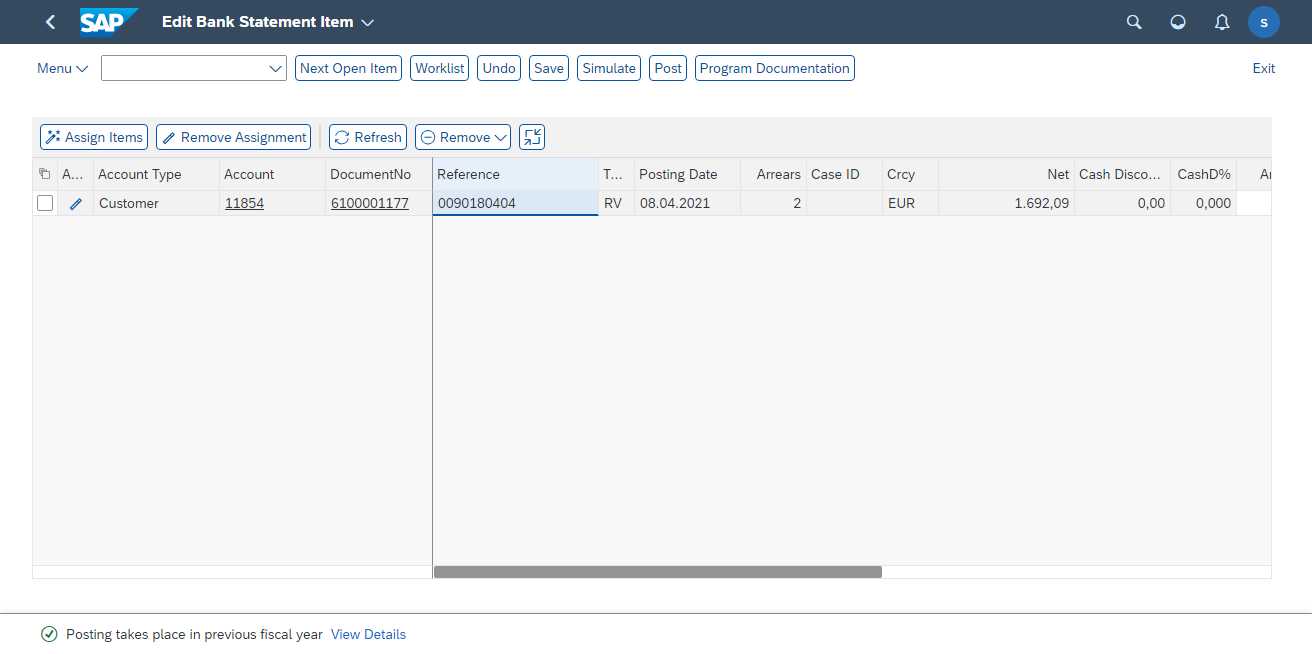 SAP Edit Bank Statement Item S
Menu Next Open Item Worklist Undo Save Simulate Post Program Documentation Exit
Assign Items Remove Assignment Refresh Remove
A... Account Type Account DocumentNo Reference T... Posting Date Arrears Case ID Crcy Net Cash Disco... CashD% Ar
Customer 11854 6100001177 0090180404 RV 08.04.2021 2 EUR 1.692,09 0,00 0,000
Posting takes place in previous fiscal year View Details